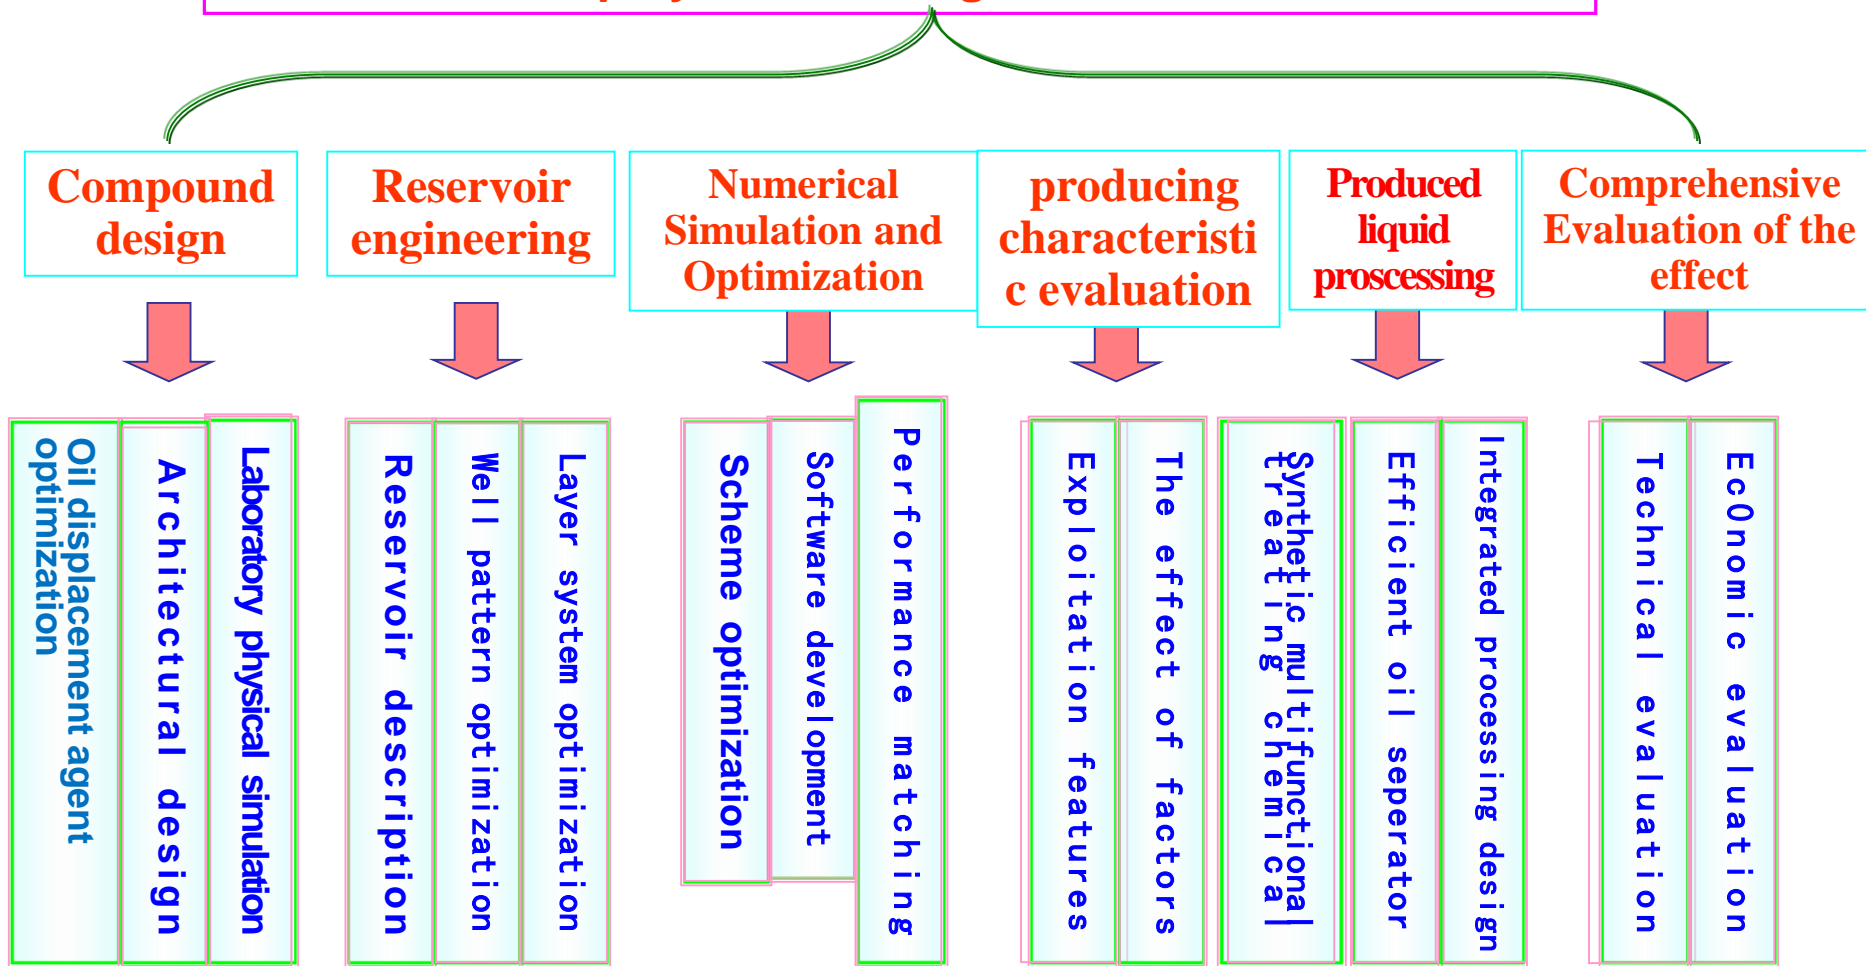 Compound
design
Reservoir
engineering
Numerical
Simulation and
Optimization
producing
characteristi
c evaluation
Produced
liquid
proscessing
Comprehensive
Evaluation of the
effect
Oil displacement agent
optimization
Architectural design
Laboratory physical simulation
Reservoir description
Well pattern optimization
Layer system optimization
Scheme optimization
Software development
Performance matching
Exploitation features
The effect of factors
Synthetic multifunctional
treating chemical
Efficient oil seperator
Integrated processing design
Technical evaluation
Ec0nomic evaluation